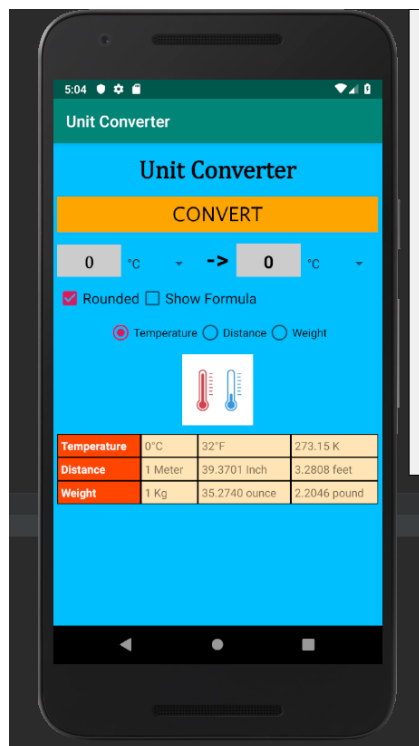 5:04
Unit Converter
Unit Converter
CONVERT
0 °C -> 0 °C
Rounded Show Formula
Temperature Distance Weight
Temperature 0°C 32°F 273.15 K
Distance 1 Meter 39.3701 Inch 3.2808 feet
Weight 1 Kg 35.2740 ounce 2.2046 pound